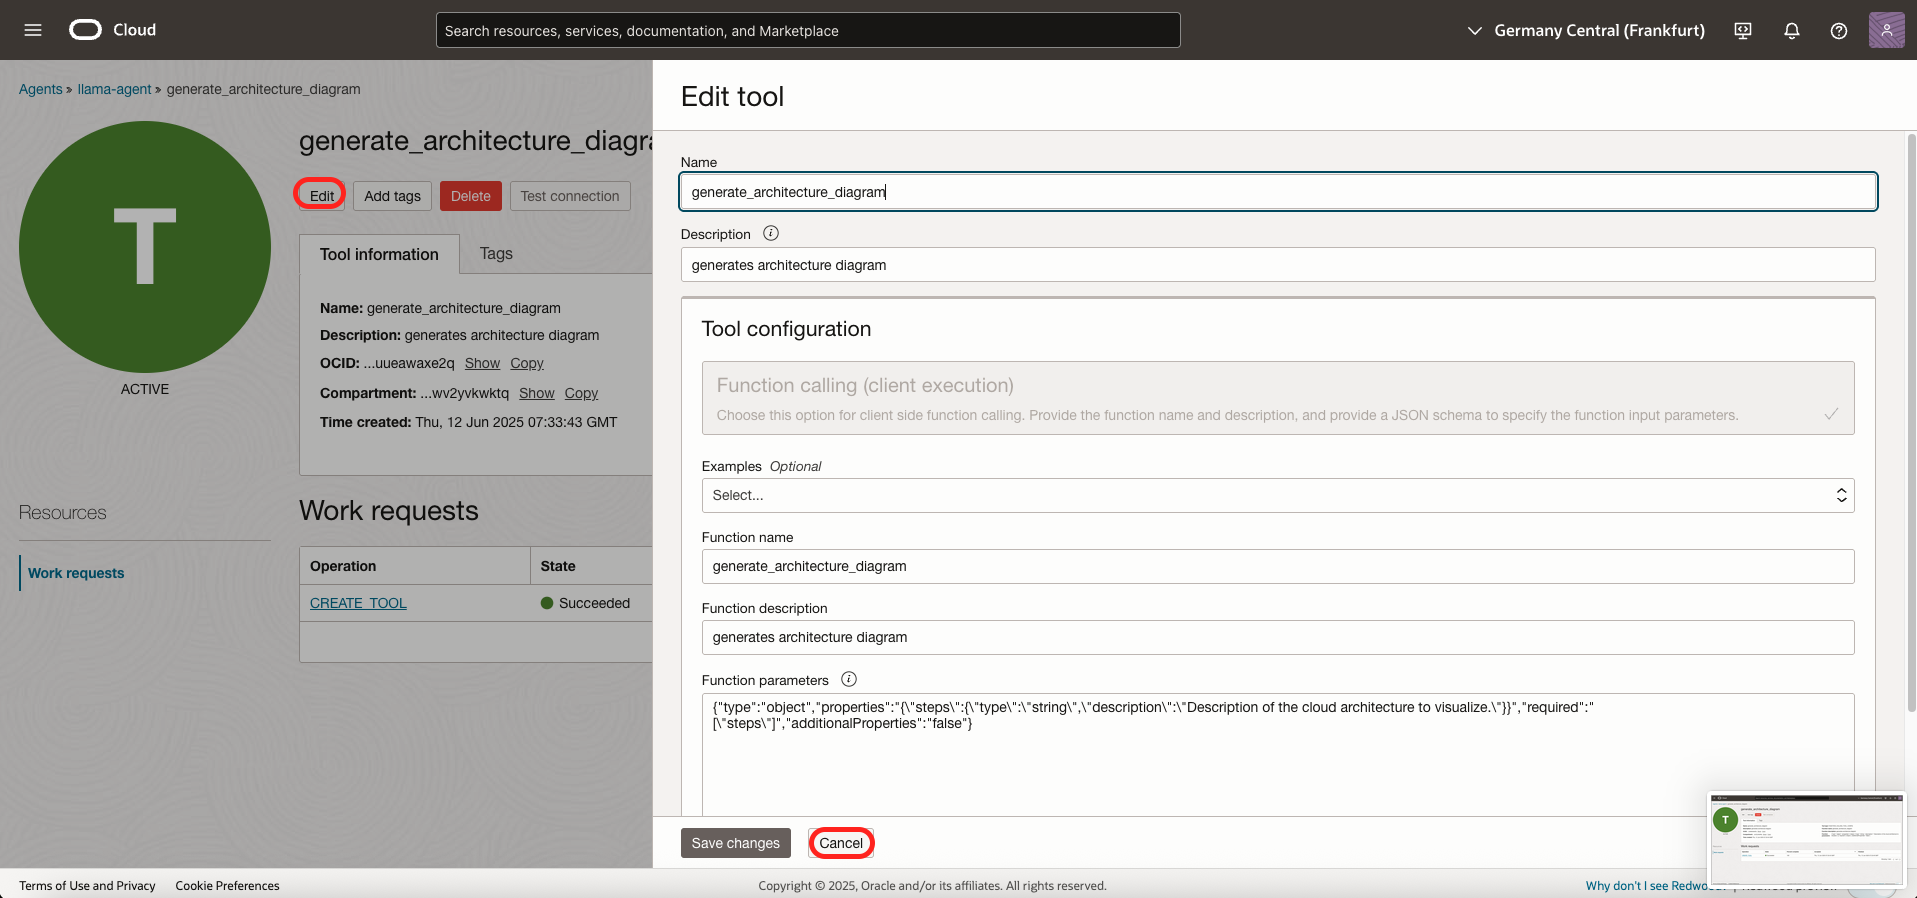 Cloud
Search resources, services, documentation, and Marketplace
Germany Central (Frankfurt)
Agents » llama-agent » generate_architecture_diagram
T
ACTIVE
generate_architecture_diagra
Edit
Add tags
Delete
Test connection
Tool information
Tags
Name: generate_architecture_diagram
Description: generates architecture diagram
OCID: ...uueawaxe2q Show Copy
Compartment: ...wv2yvkwktq Show Copy
Time created: Thu, 12 Jun 2025 07:33:43 GMT
Resources
Work requests
Work requests
Operation State
CREATE_TOOL Succeeded
Edit tool
Name
generate_architecture_diagram
Description
generates architecture diagram
Tool configuration
Function calling (client execution)
Choose this option for client side function calling. Provide the function name and description, and provide a JSON schema to specify the function input parameters.
Examples Optional
Select...
Function name
generate_architecture_diagram
Function description
generates architecture diagram
Function parameters
{"type":"object","properties":"{\"steps\":{\"type\":\"string\",\"description\":\"Description of the cloud architecture to visualize.\"}}","required":"
[\"steps\"]","additionalProperties":"false"}
Save changes
Cancel
T
Terms of Use and Privacy
Cookie Preferences
Copyright © 2025, Oracle and/or its affiliates. All rights reserved.
Why don't I see